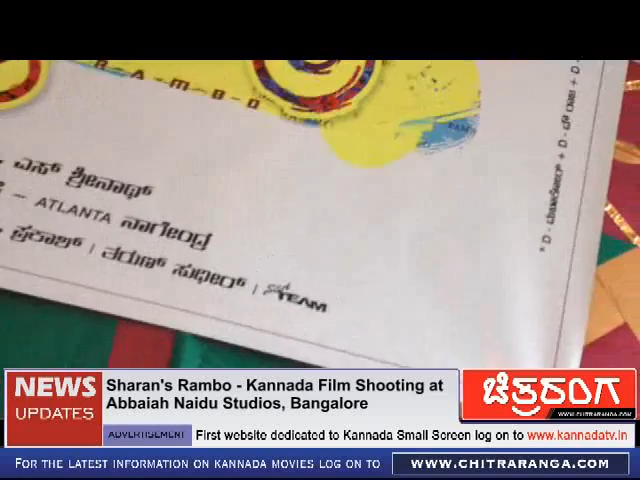 R-A-M-B-O
RAM
ಎಸ್ ಶ್ರೀನಾಥ್
- ATLANTA ನಾಗೇಂದ್ರ
ಪ್ರಕಾಶ್ / ತರುಣ್ ಸುಧೀರ್ / TEAM
NEWS
UPDATES
Sharan's Rambo - Kannada Film Shooting at
Abbaiah Naidu Studios, Bangalore
ಚಿತ್ರರಂಗ
WWW.CHITRARANGA.COM
ADVERTISEMENT
First website dedicated to Kannada Small Screen log on to www.kannadatv.in
FOR THE LATEST INFORMATION ON KANNADA MOVIES LOG ON TO
WWW.CHITRARANGA.COM